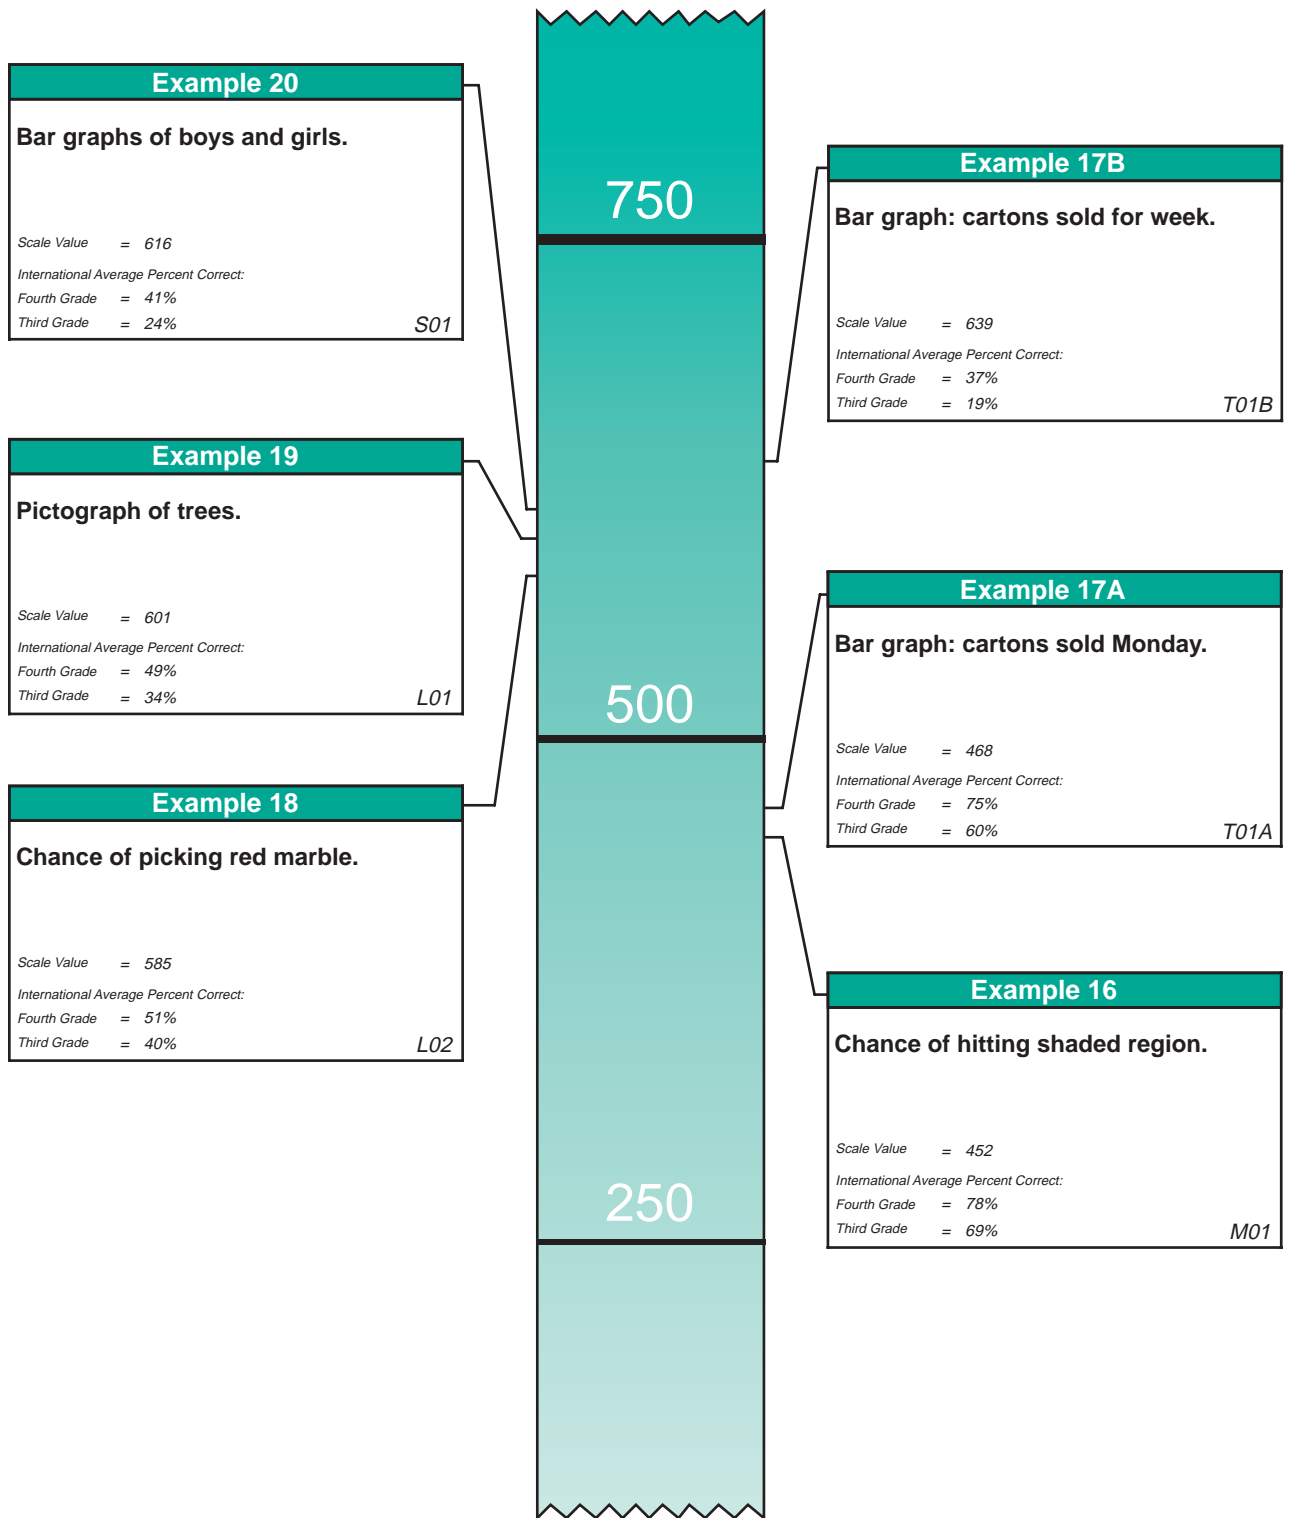 Example 20
Bar graphs of boys and girls.
Scale Value = 616
International Average Percent Correct:
Fourth Grade = 41%
Third Grade = 24%
S01
Example 19
Pictograph of trees.
Scale Value = 601
International Average Percent Correct:
Fourth Grade = 49%
Third Grade = 34%
L01
Example 18
Chance of picking red marble.
Scale Value = 585
International Average Percent Correct:
Fourth Grade = 51%
Third Grade = 40%
L02
750
500
250
Example 17B
Bar graph: cartons sold for week.
Scale Value = 639
International Average Percent Correct:
Fourth Grade = 37%
Third Grade = 19%
T01B
Example 17A
Bar graph: cartons sold Monday.
Scale Value = 468
International Average Percent Correct:
Fourth Grade = 75%
Third Grade = 60%
T01A
Example 16
Chance of hitting shaded region.
Scale Value = 452
International Average Percent Correct:
Fourth Grade = 78%
Third Grade = 69%
M01